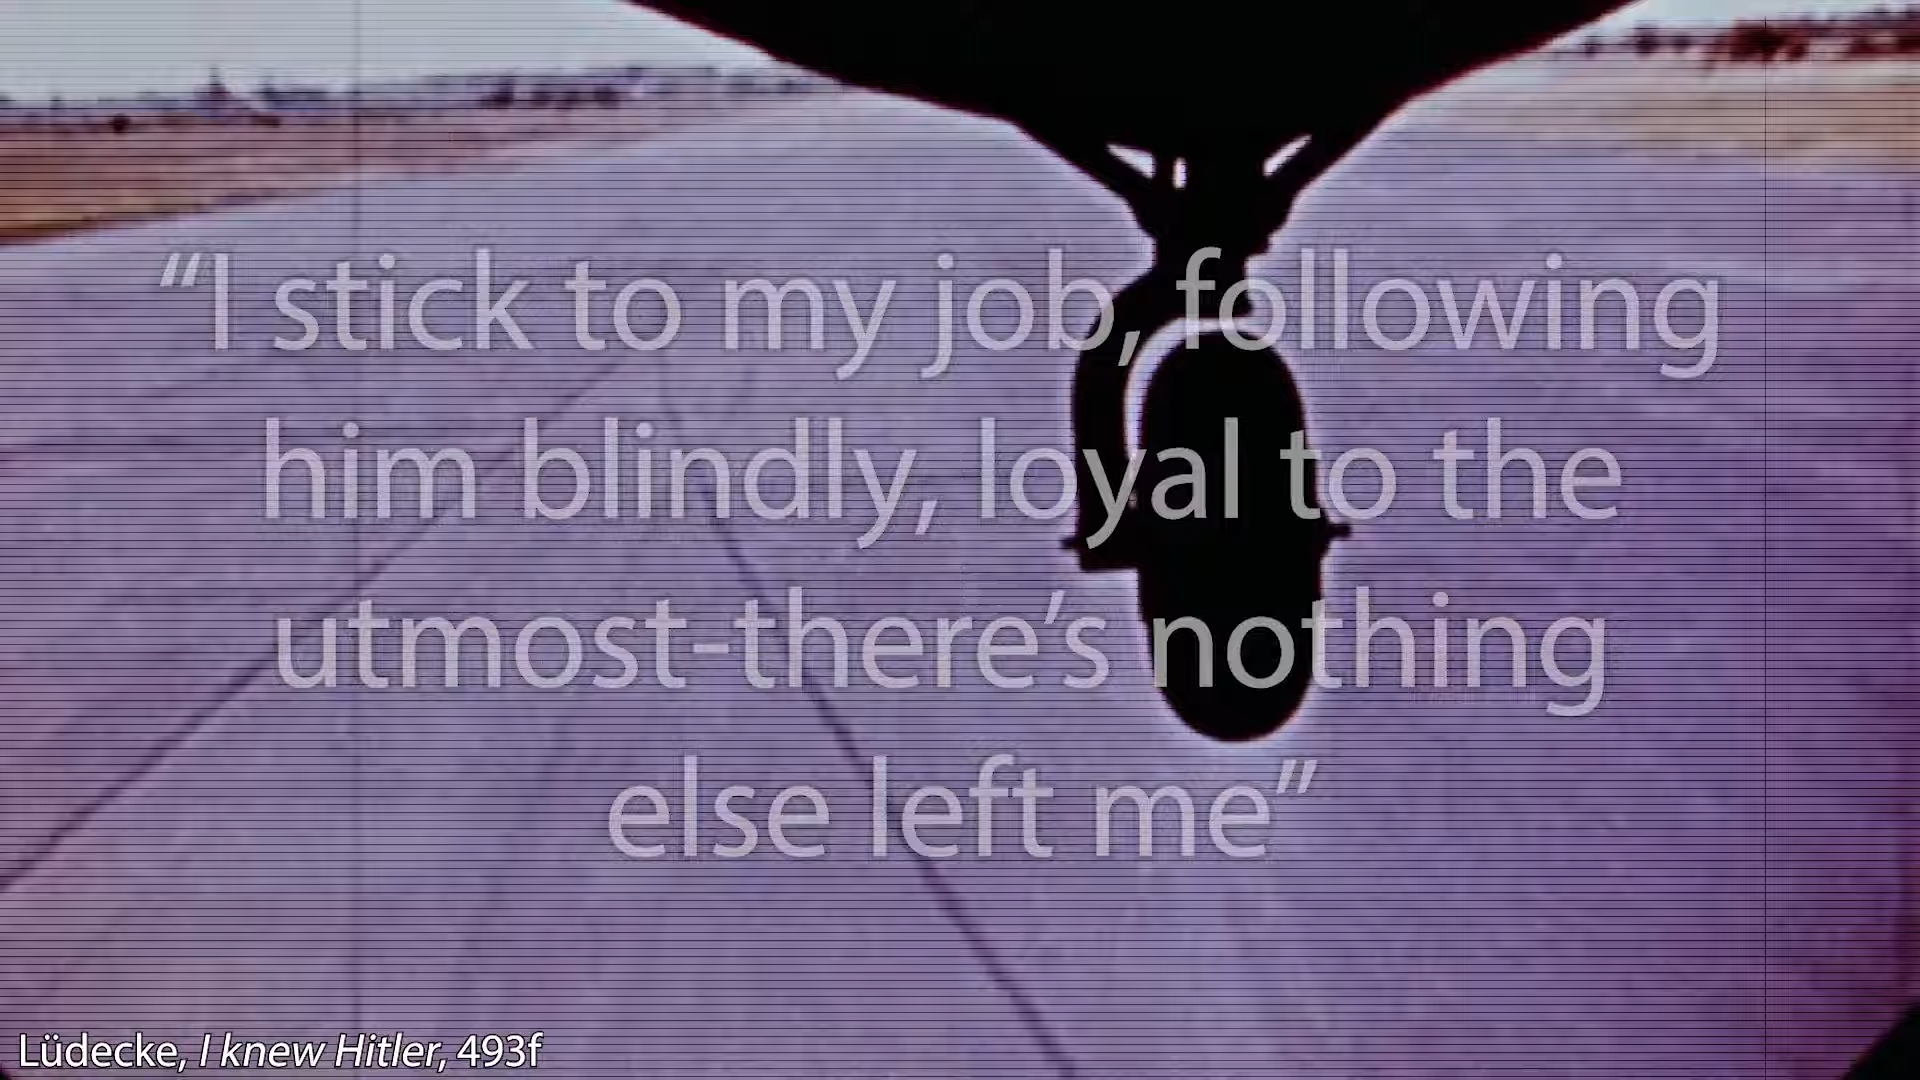 “I stick to my job, following
him blindly, loyal to the
utmost-there’s nothing
else left me”
Lüdecke, I knew Hitler, 493f